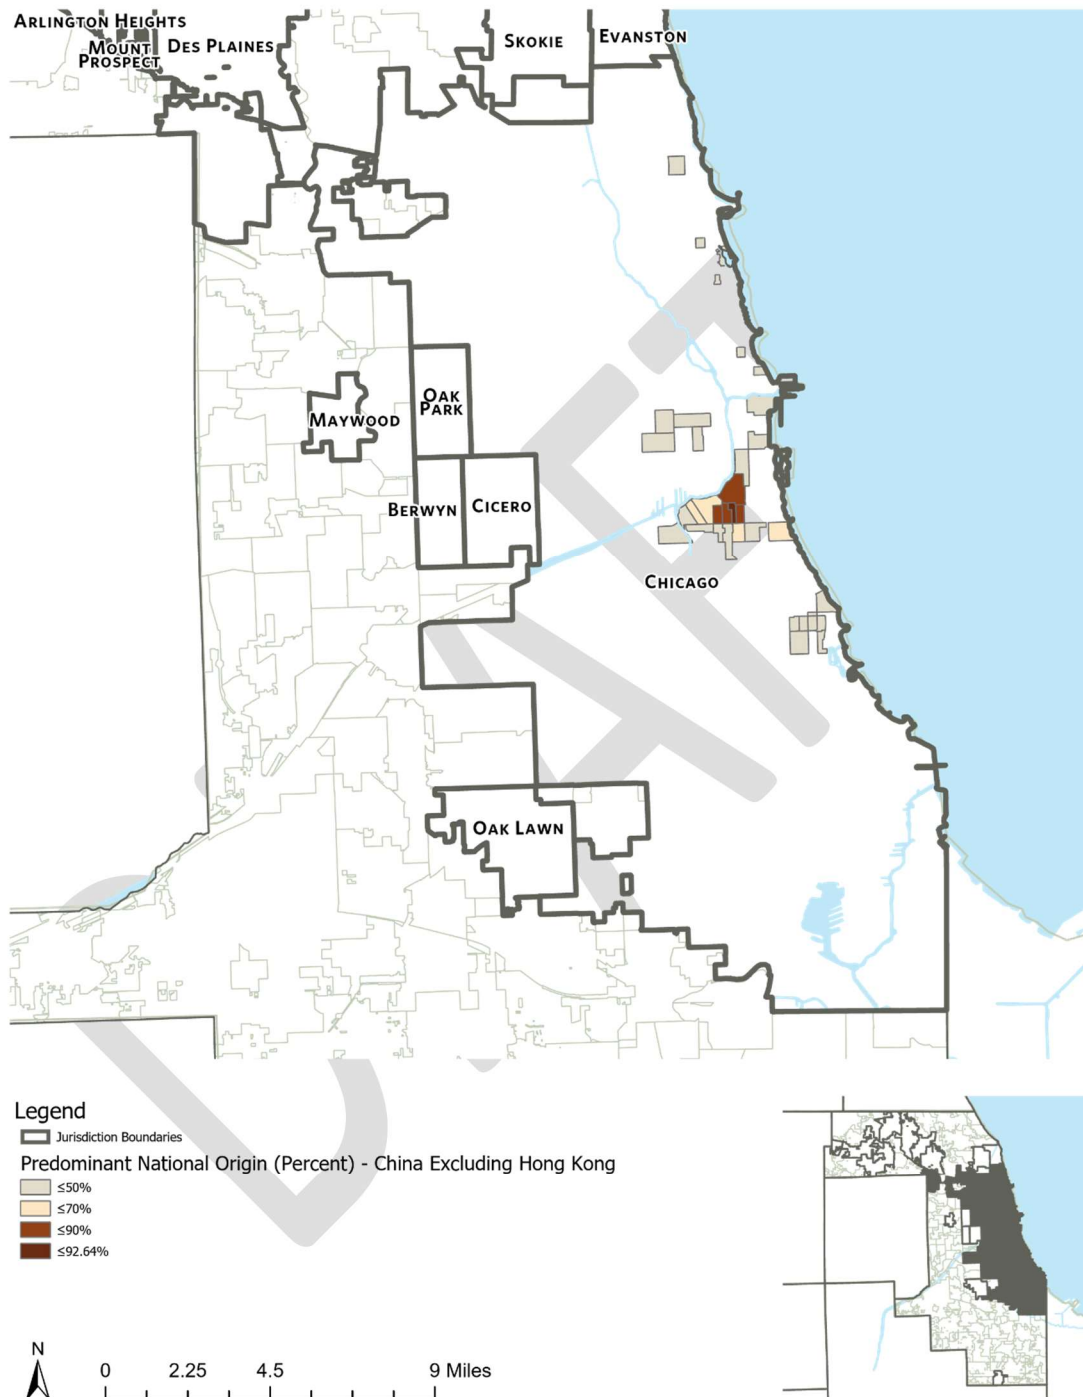 ARLINGTON HEIGHTS
MOUNT
PROSPECT
DES PLAINES
SKOKIE
EVANSTON
OAK
PARK
MAYWOOD
BERWYN
CICERO
CHICAGO
OAK LAWN
DRAFT
Legend
Jurisdiction Boundaries
Predominant National Origin (Percent) - China Excluding Hong Kong
≤50%
≤70%
≤90%
≤92.64%
N
0 2.25 4.5 9 Miles